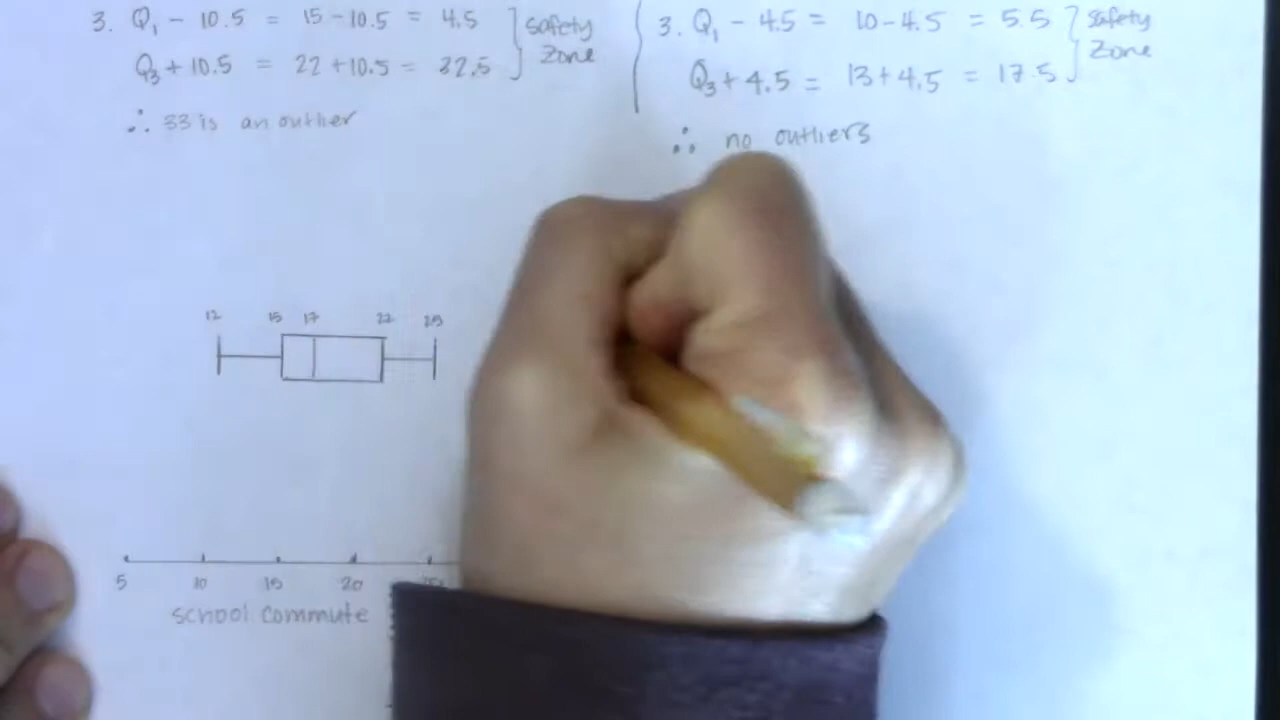 3. Q1 - 10.5 = 15 - 10.5 = 4.5
Q3 + 10.5 = 22 + 10.5 = 32.5
safety
zone
∴ 33 is an outlier
3. Q1 - 4.5 = 10 - 4.5 = 5.5
Q3 + 4.5 = 13 + 4.5 = 17.5
safety
zone
∴ no outliers
12 15 17 22 25
5 10 15 20 25
school commute